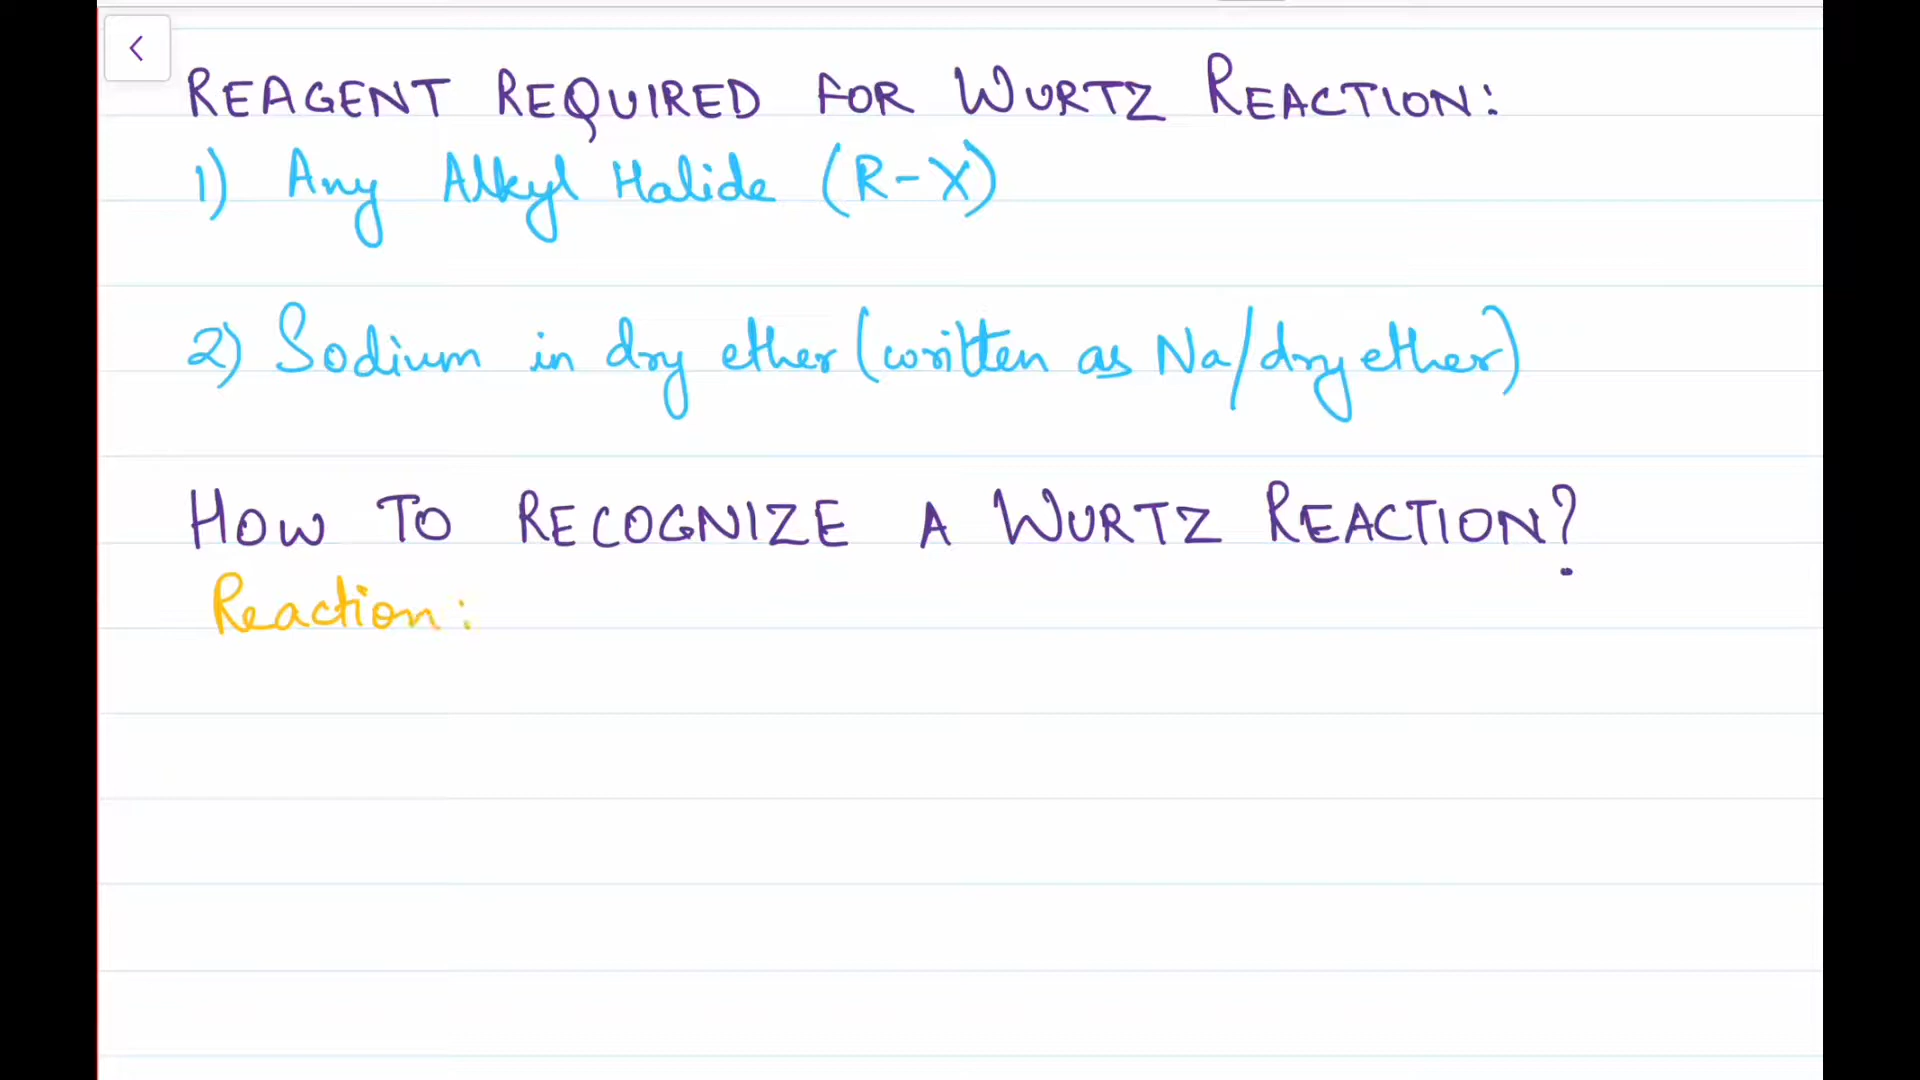 REAGENT REQUIRED FOR WURTZ REACTION:
1) Any Alkyl Halide (R-X)
2) Sodium in dry ether (written as Na/dry ether)
HOW TO RECOGNIZE A WURTZ REACTION?
Reaction: